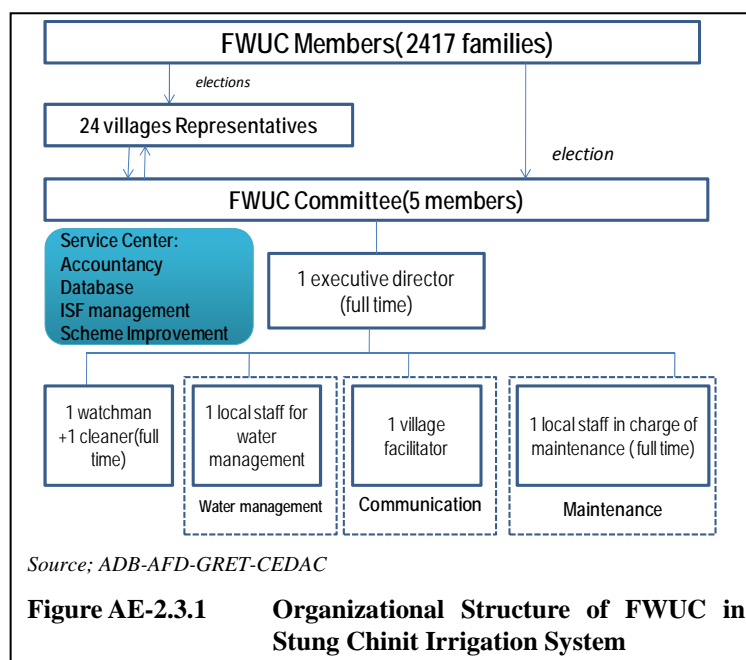 FWUC Members( 2417 families)
elections
24 villages Representatives
election
FWUC Committee(5 members)
Service Center:
Accountancy
Database
ISF management
Scheme Improvement
1 executive director
(full time)
1 watchman
+1 cleaner(full
time)
1 local staff for
water
management
1 village
facilitator
1 local staff in charge of
maintenance ( full time)
Water management
Communication
Maintenance
Source; ADB-AFD-GRET-CEDAC
Figure AE-2.3.1 Organizational Structure of FWUC in
Stung Chinit Irrigation System